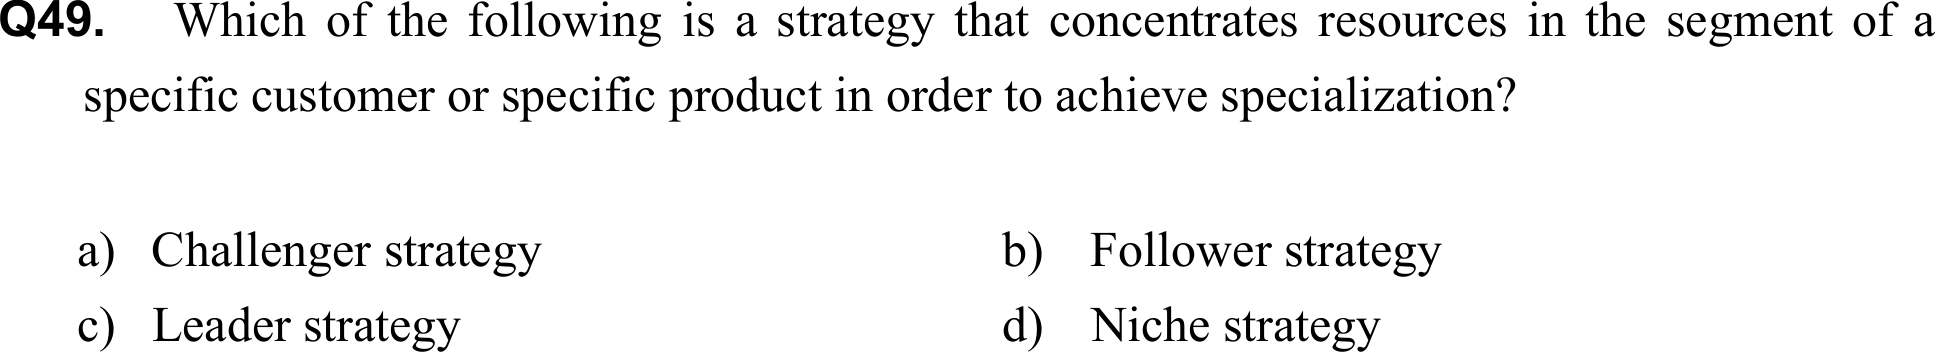 Q49. Which of the following is a strategy that concentrates resources in the segment of a
specific customer or specific product in order to achieve specialization?
a) Challenger strategy b) Follower strategy
c) Leader strategy d) Niche strategy